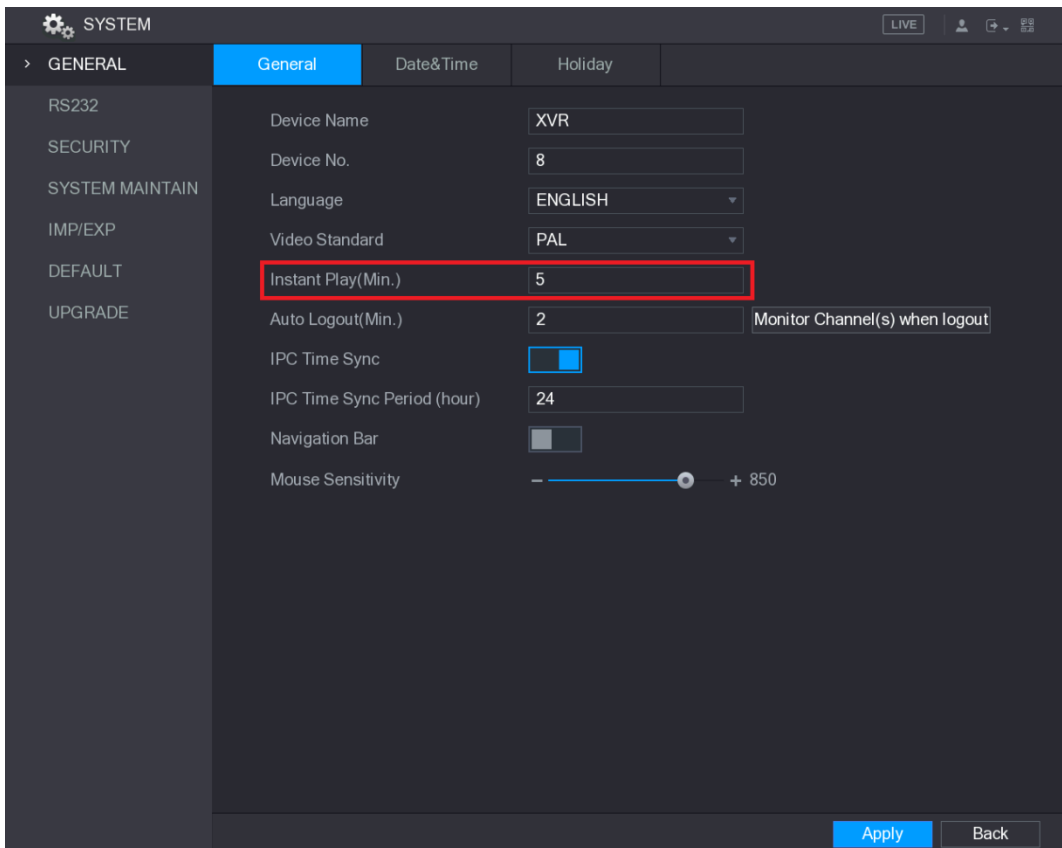 SYSTEM
LIVE
GENERAL
General Date&Time Holiday
RS232
SECURITY
SYSTEM MAINTAIN
IMP/EXP
DEFAULT
UPGRADE
Device Name XVR
Device No. 8
Language ENGLISH
Video Standard PAL
Instant Play(Min.) 5
Auto Logout(Min.) 2 Monitor Channel(s) when logout
IPC Time Sync
IPC Time Sync Period (hour) 24
Navigation Bar
Mouse Sensitivity − + 850
Apply Back